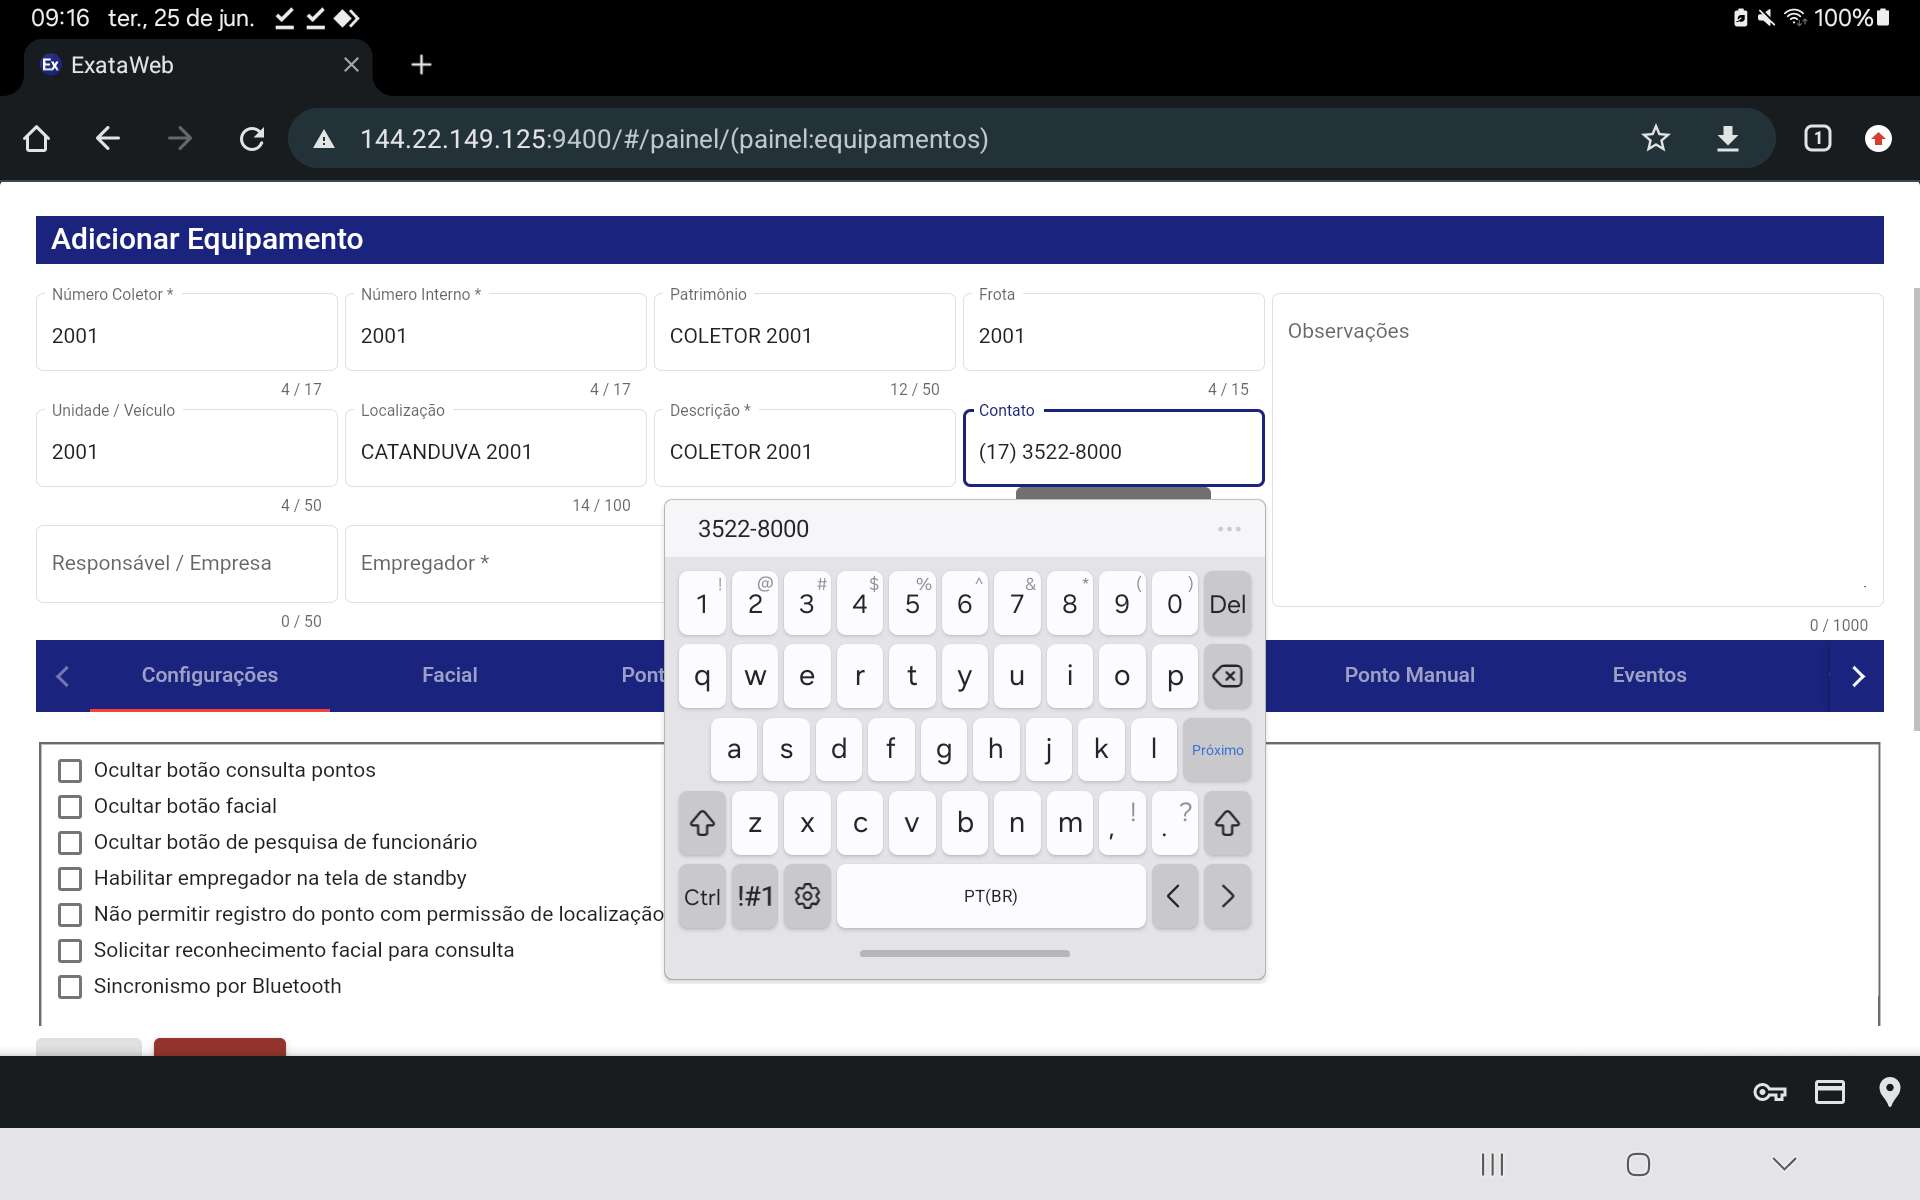 09:16 ter., 25 de jun. 100%
Ex ExataWeb
144.22.149.125:9400/#/painel/(painel:equipamentos) 1
Adicionar Equipamento
Número Coletor * Número Interno * Patrimônio Frota
2001 2001 COLETOR 2001 2001 Observações
4 / 17 4 / 17 12 / 50 4 / 15
Unidade / Veículo Localização Descrição * Contato
2001 CATANDUVA 2001 COLETOR 2001 (17) 3522-8000
4 / 50 14 / 100
3522-8000 ...
Responsável / Empresa Empregador *
0 / 50 0 / 1000
! @ # $ % ^ & * ( )
1 2 3 4 5 6 7 8 9 0 Del
Configurações Facial Pont Ponto Manual Eventos
q w e r t y u i o p
a s d f g h j k l Próximo
z x c v b n m , ! . ?
Ctrl !#1 PT(BR) < >
Ocultar botão consulta pontos
Ocultar botão facial
Ocultar botão de pesquisa de funcionário
Habilitar empregador na tela de standby
Não permitir registro do ponto com permissão de localização
Solicitar reconhecimento facial para consulta
Sincronismo por Bluetooth